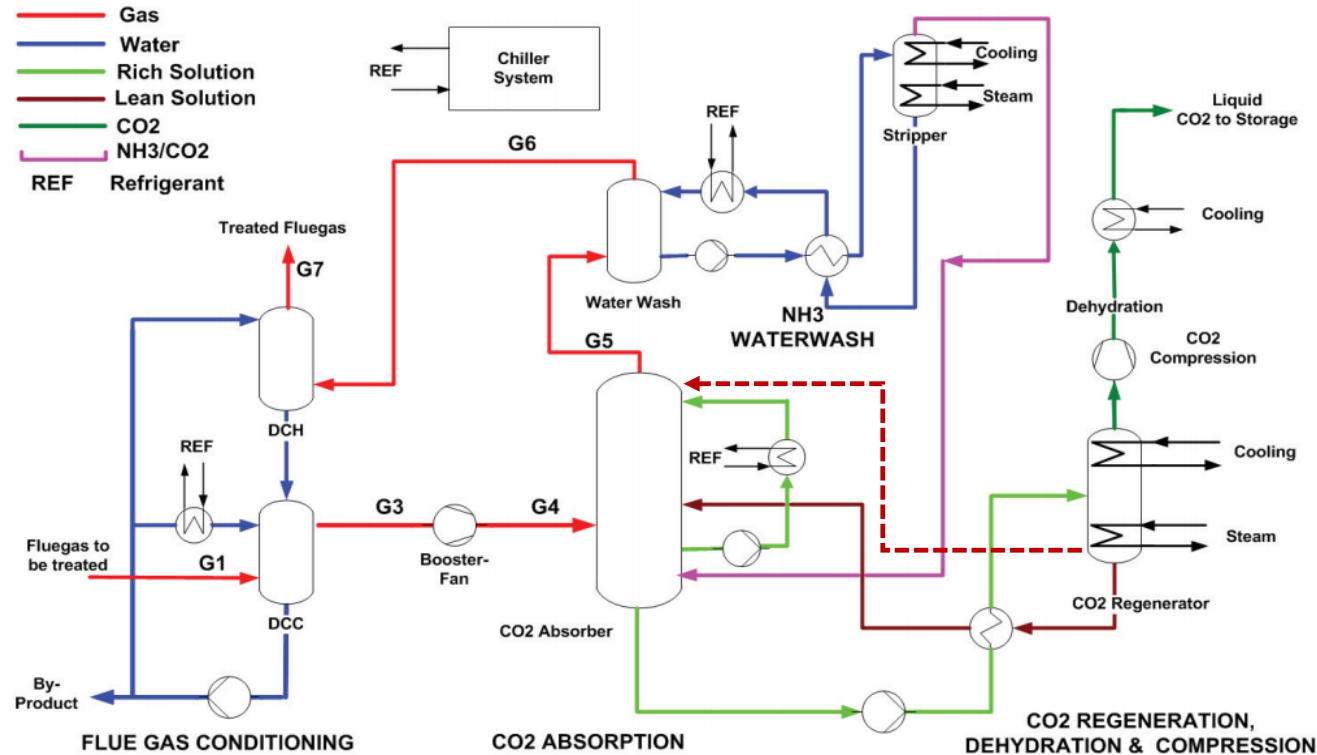 Gas
Water
Rich Solution
Lean Solution
CO2
NH3/CO2
REF Refrigerant
Chiller
System
REF
Cooling
Steam
Stripper
REF
Liquid
CO2 to Storage
G6
Treated Fluegas
G7
Cooling
Water Wash
NH3
WATERWASH
Dehydration
CO2
Compression
G5
DCH
REF
REF
Cooling
G3
G4
Fluegas to
be treated
G1
Booster-
Fan
Steam
DCC
CO2 Absorber
CO2 Regenerator
By-
Product
FLUE GAS CONDITIONING
CO2 ABSORPTION
CO2 REGENERATION,
DEHYDRATION & COMPRESSION